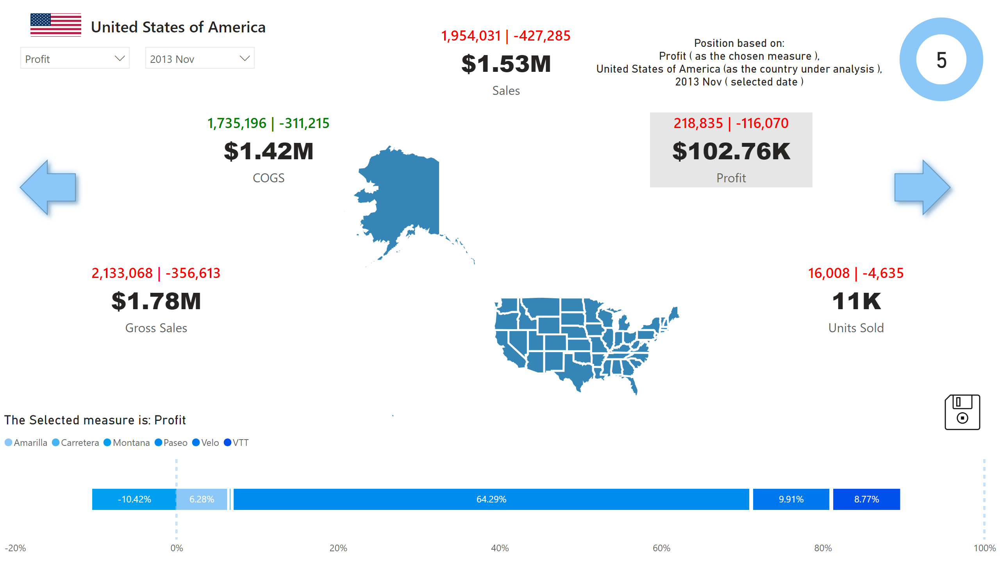 United States of America
Profit
2013 Nov
1,954,031 | -427,285
$1.53M
Sales
Position based on:
Profit ( as the chosen measure ),
United States of America (as the country under analysis ),
2013 Nov ( selected date )
5
1,735,196 | -311,215
$1.42M
COGS
218,835 | -116,070
$102.76K
Profit
2,133,068 | -356,613
$1.78M
Gross Sales
16,008 | -4,635
11K
Units Sold
The Selected measure is: Profit
Amarilla Carretera Montana Paseo Velo VTT
-10.42% 6.28% 64.29% 9.91% 8.77%
-20% 0% 20% 40% 60% 80% 100%